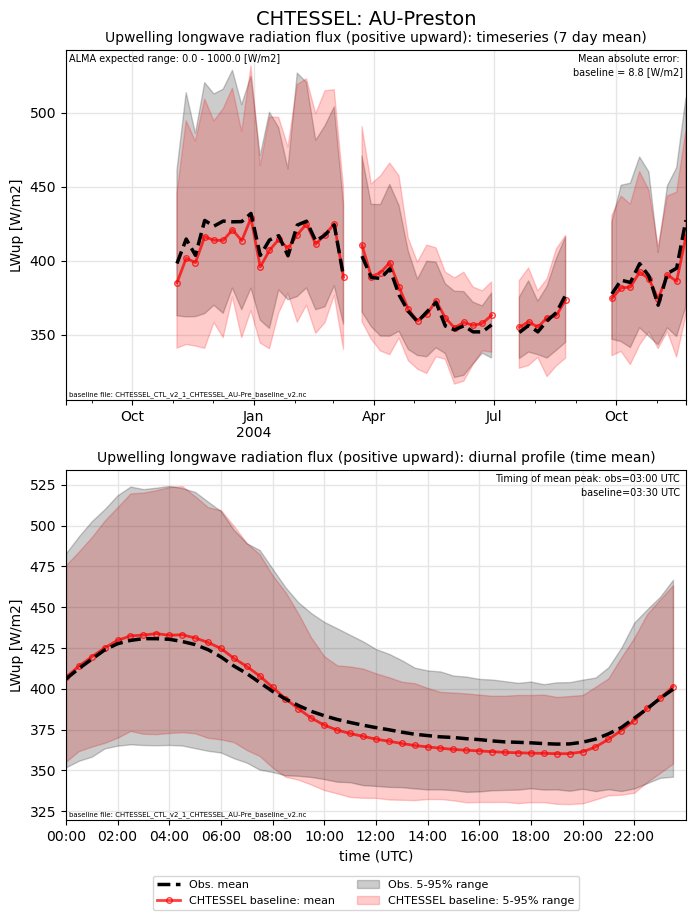 CHTESSEL: AU-Preston
Upwelling longwave radiation flux (positive upward): timeseries (7 day mean)
ALMA expected range: 0.0 - 1000.0 [W/m2]
Mean absolute error:
baseline = 8.8 [W/m2]
LWup [W/m2]
500
450
400
350
baseline file: CHTESSEL_CTL_v2_1_CHTESSEL_AU-Pre_baseline_v2.nc
Oct
Jan
2004
Apr
Jul
Oct
Upwelling longwave radiation flux (positive upward): diurnal profile (time mean)
Timing of mean peak: obs=03:00 UTC
baseline=03:30 UTC
LWup [W/m2]
525
500
475
450
425
400
375
350
325
baseline file: CHTESSEL_CTL_v2_1_CHTESSEL_AU-Pre_baseline_v2.nc
00:00 02:00 04:00 06:00 08:00 10:00 12:00 14:00 16:00 18:00 20:00 22:00
time (UTC)
Obs. mean
CHTESSEL baseline: mean
Obs. 5-95% range
CHTESSEL baseline: 5-95% range